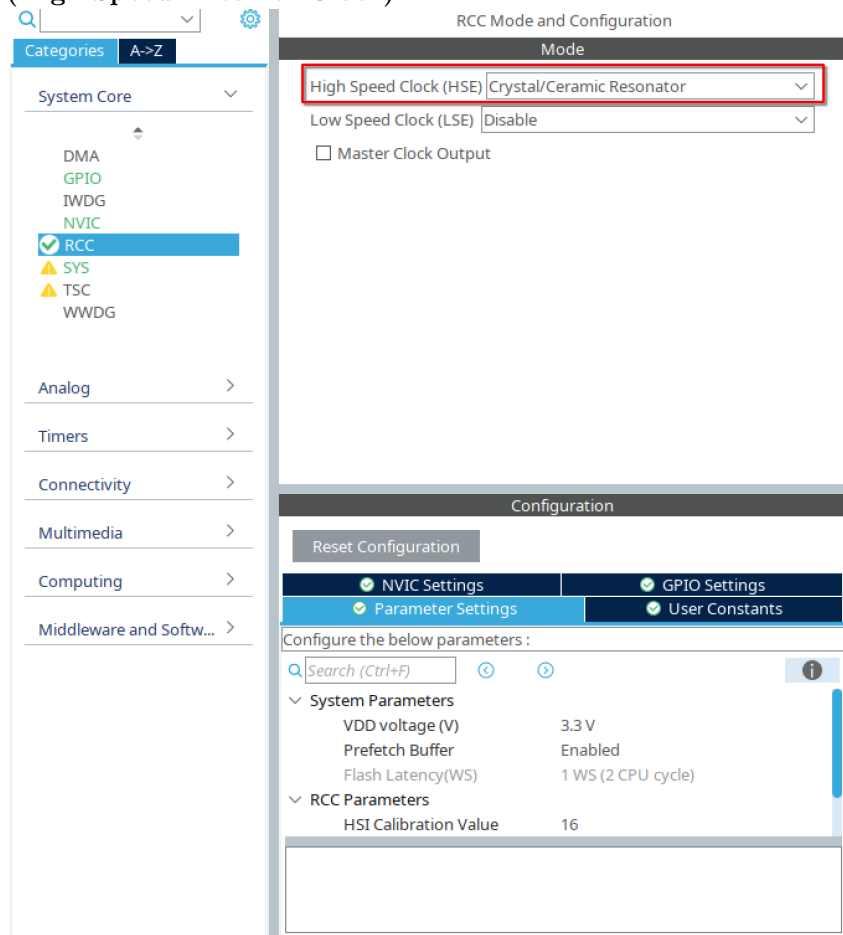 RCC Mode and Configuration
Categories A->Z
System Core
DMA
GPIO
IWDG
NVIC
RCC
SYS
TSC
WWDG
Analog
Timers
Connectivity
Multimedia
Computing
Middleware and Softw...
Mode
High Speed Clock (HSE) Crystal/Ceramic Resonator
Low Speed Clock (LSE) Disable
Master Clock Output
Configuration
Reset Configuration
NVIC Settings GPIO Settings
Parameter Settings User Constants
Configure the below parameters :
Search (Ctrl+F)
System Parameters
VDD voltage (V) 3.3 V
Prefetch Buffer Enabled
Flash Latency(WS) 1 WS (2 CPU cycle)
RCC Parameters
HSI Calibration Value 16